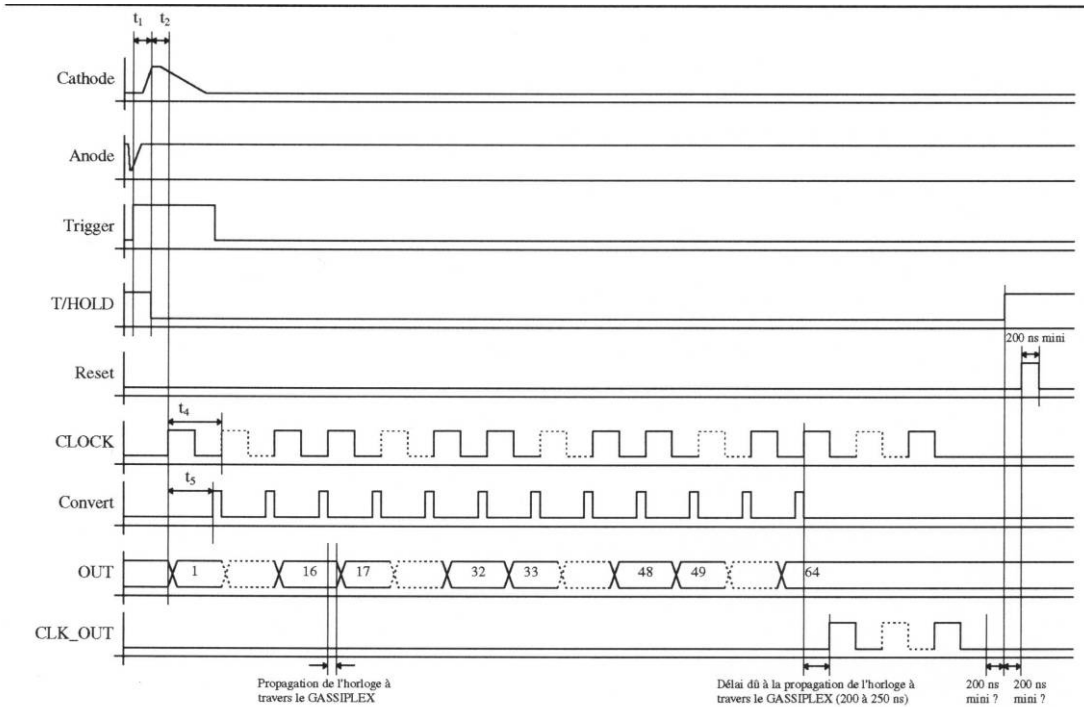 t1 t2
Cathode
Anode
Trigger
T/HOLD
200 ns mini
Reset
t4
CLOCK
t5
Convert
OUT 1 16 17 32 33 48 49 64
CLK_OUT
Propagation de l'horloge à
travers le GASSIPLEX
Délai dû à la propagation de l'horloge à
travers le GASSIPLEX (200 à 250 ns)
200 ns
mini ?
200 ns
mini ?